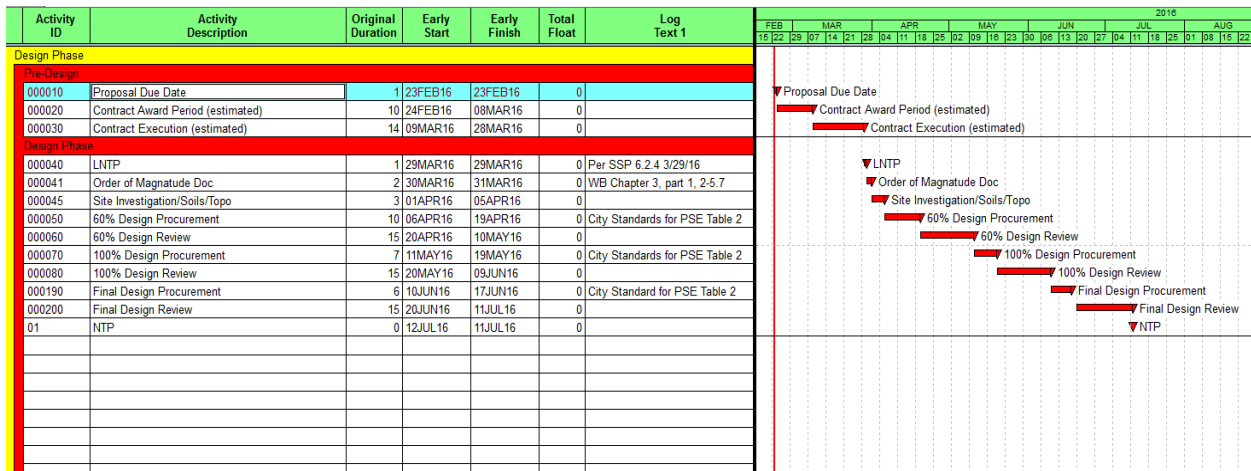 Activity ID Activity Description Original Duration Early Start Early Finish Total Float Log Text 1
2016
FEB MAR APR MAY JUN JUL AUG
15 22 29 07 14 21 28 04 11 18 25 02 09 16 23 30 06 13 20 27 04 11 18 25 01 08 15 22
Design Phase
Pre-Design
000010 Proposal Due Date 1 23FEB16 23FEB16 0 Proposal Due Date
000020 Contract Award Period (estimated) 10 24FEB16 08MAR16 0 Contract Award Period (estimated)
000030 Contract Execution (estimated) 14 09MAR16 28MAR16 0 Contract Execution (estimated)
Design Phase
000040 LNTP 1 29MAR16 29MAR16 0 Per SSP 6.2.4 3/29/16 LNTP
000041 Order of Magnatude Doc 2 30MAR16 31MAR16 0 WB Chapter 3, part 1, 2-5.7 Order of Magnatude Doc
000045 Site Investigation/Soils/Topo 3 01APR16 05APR16 0 Site Investigation/Soils/Topo
000050 60% Design Procurement 10 06APR16 19APR16 0 City Standards for PSE Table 2 60% Design Procurement
000060 60% Design Review 15 20APR16 10MAY16 0 60% Design Review
000070 100% Design Procurement 7 11MAY16 19MAY16 0 City Standards for PSE Table 2 100% Design Procurement
000080 100% Design Review 15 20MAY16 09JUN16 0 100% Design Review
000190 Final Design Procurement 6 10JUN16 17JUN16 0 City Standard for PSE Table 2 Final Design Procurement
000200 Final Design Review 15 20JUN16 11JUL16 0 Final Design Review
01 NTP 0 12JUL16 11JUL16 0 NTP